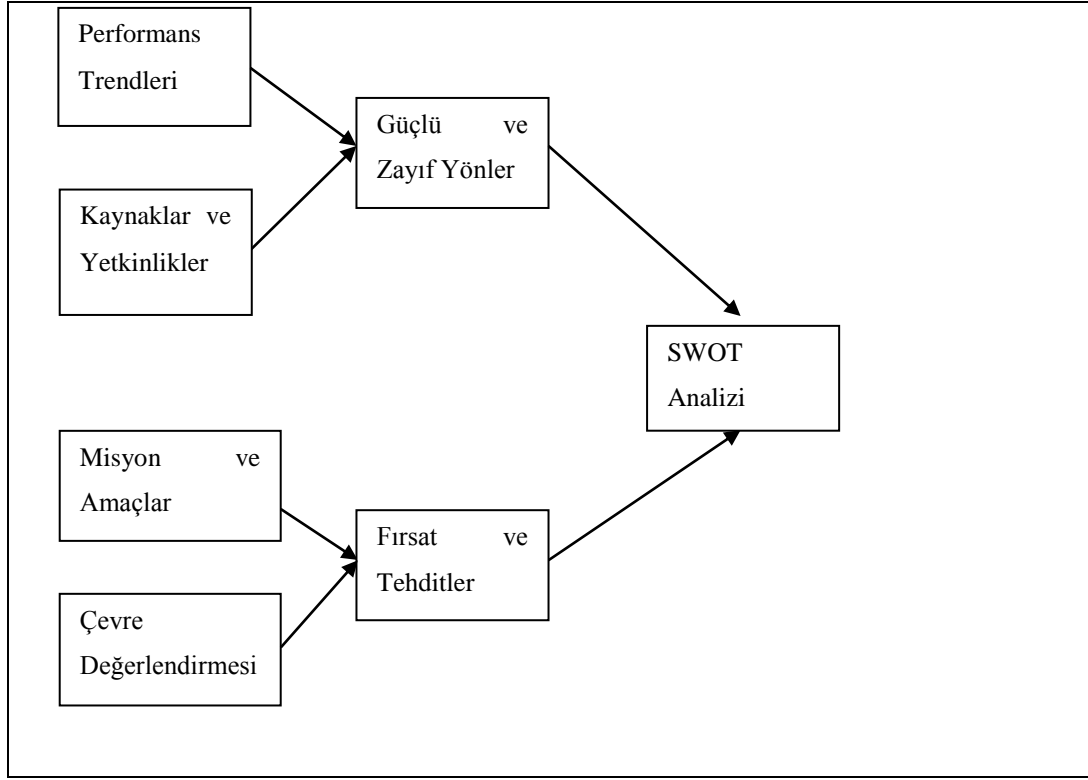 Performans
Trendleri
Güçlü ve
Zayıf Yönler
Kaynaklar ve
Yetkinlikler
SWOT
Analizi
Misyon ve
Amaçlar
Fırsat ve
Tehditler
Çevre
Değerlendirmesi